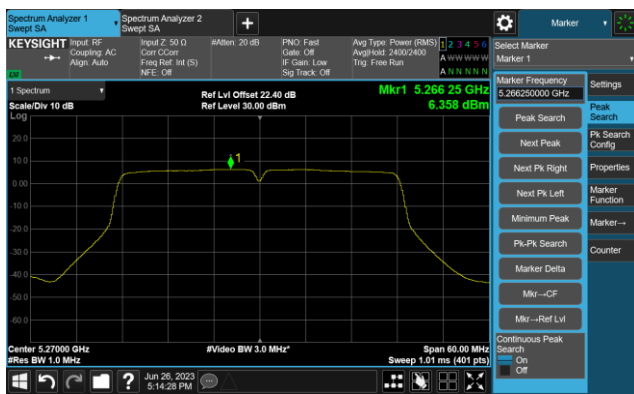 Spectrum Analyzer 1
Swept SA
Spectrum Analyzer 2
Swept SA
+
Marker
KEYSIGHT
Input: RF
Coupling: AC
Align: Auto
Input Z: 50 Ω
Corr CCorr
Freq Ref: Int (S)
NFE: Off
#Atten: 20 dB
PNO: Fast
Gate: Off
IF Gain: Low
Sig Track: Off
Avg Type: Power (RMS)
Avg|Hold: 2400/2400
Trig: Free Run
1 2 3 4 5 6
A W W W W W
A N N N N N
Select Marker
Marker 1
1 Spectrum
Scale/Div 10 dB
Log
Ref Lvl Offset 22.40 dB
Ref Level 30.00 dBm
Mkr1 5.266 25 GHz
6.358 dBm
1
20.0
10.0
0.00
-10.0
-20.0
-30.0
-40.0
-50.0
-60.0
Center 5.27000 GHz
#Res BW 1.0 MHz
#Video BW 3.0 MHz*
Span 60.00 MHz
Sweep 1.01 ms (401 pts)
Marker Frequency
5.266250000 GHz
Peak Search
Next Peak
Next Pk Right
Next Pk Left
Minimum Peak
Pk-Pk Search
Marker Delta
Mkr→CF
Mkr→Ref Lvl
Continuous Peak
Search
On
Off
Settings
Peak
Search
Pk Search
Config
Properties
Marker
Function
Marker→
Counter
?
Jun 26, 2023
5:14:28 PM